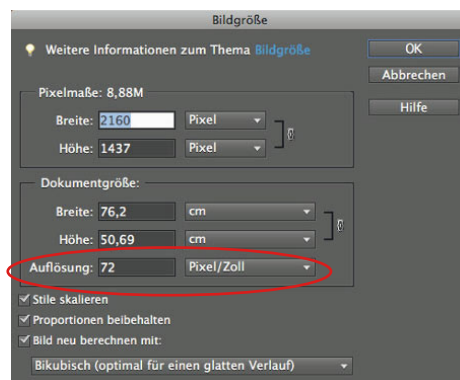 Bildgröße
Weitere Informationen zum Thema Bildgröße
OK
Abbrechen
Hilfe
Pixelmaße: 8,88M
Breite: 2160 Pixel
Höhe: 1437 Pixel
Dokumentgröße:
Breite: 76,2 cm
Höhe: 50,69 cm
Auflösung: 72 Pixel/Zoll
Stile skalieren
Proportionen beibehalten
Bild neu berechnen mit:
Bikubisch (optimal für einen glatten Verlauf)